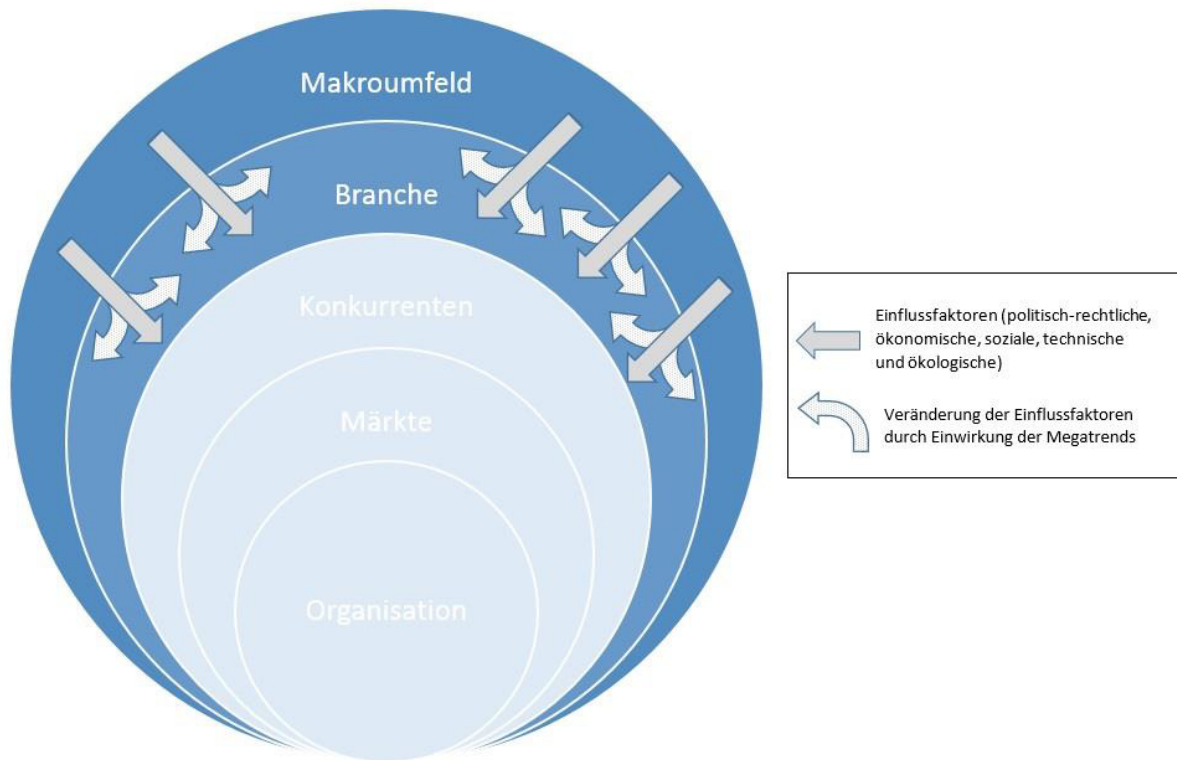 Makroumfeld
Branche
Konkurrenten
Märkte
Organisation
Einflussfaktoren (politisch-rechtliche,
ökonomische, soziale, technische
und ökologische)
Veränderung der Einflussfaktoren
durch Einwirkung der Megatrends